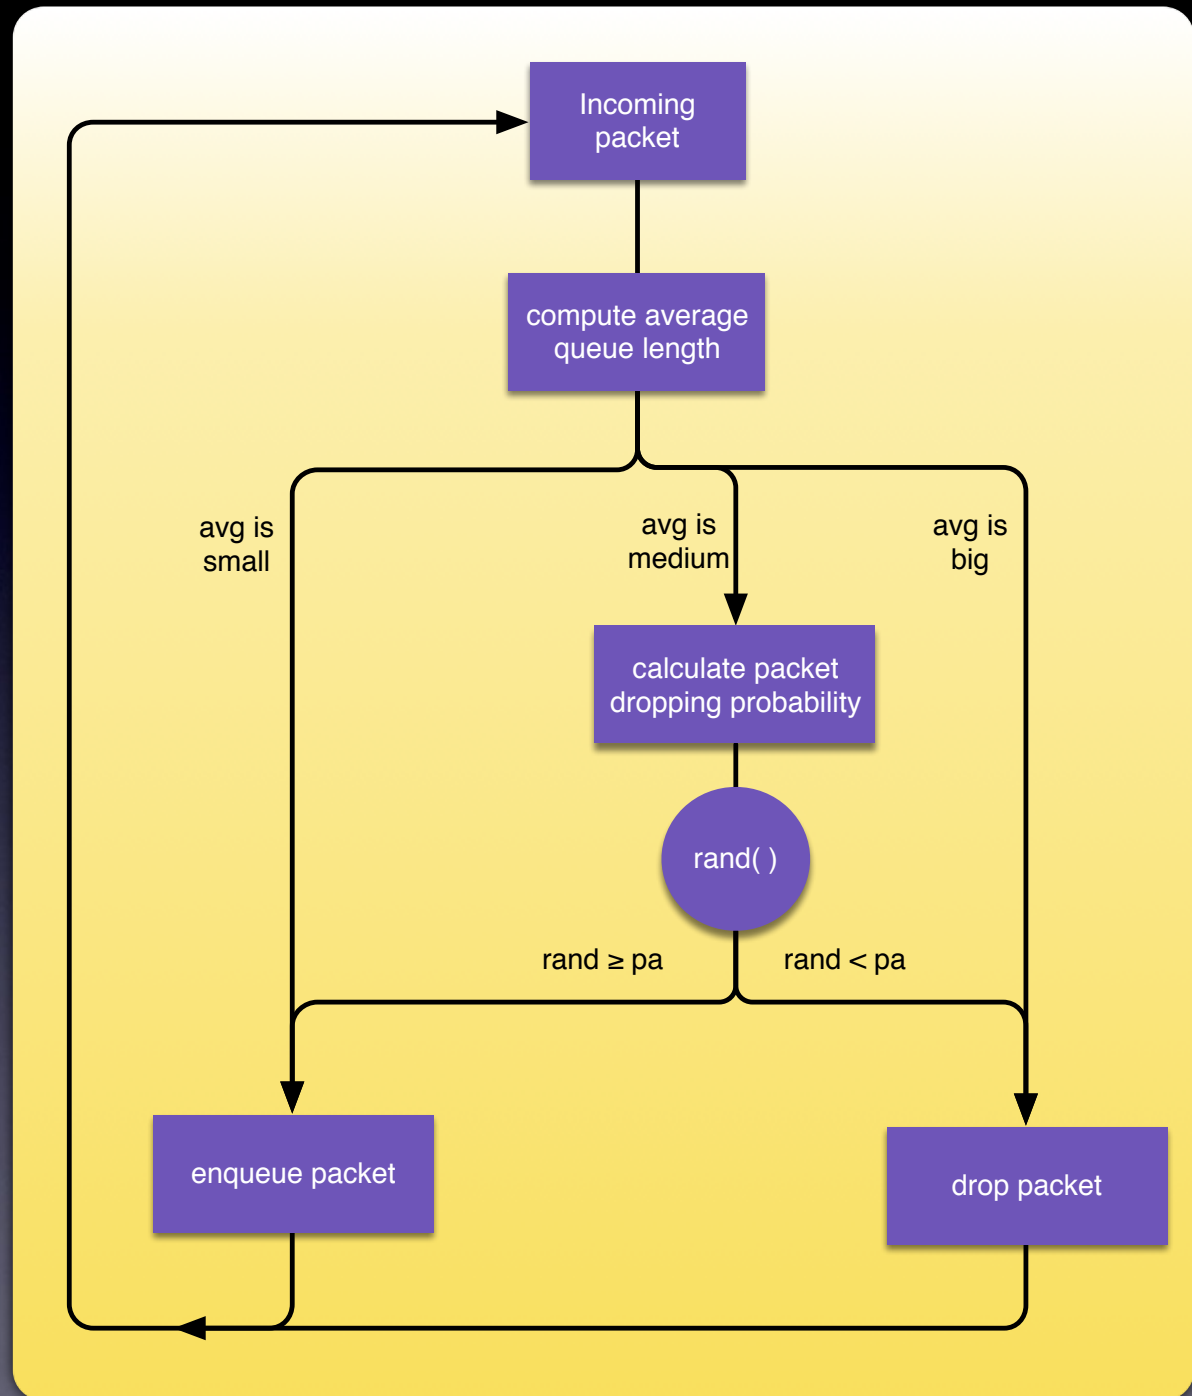 Incoming
packet
compute average
queue length
avg is
small
avg is
medium
avg is
big
calculate packet
dropping probability
rand( )
rand ≥ pa
rand < pa
enqueue packet
drop packet